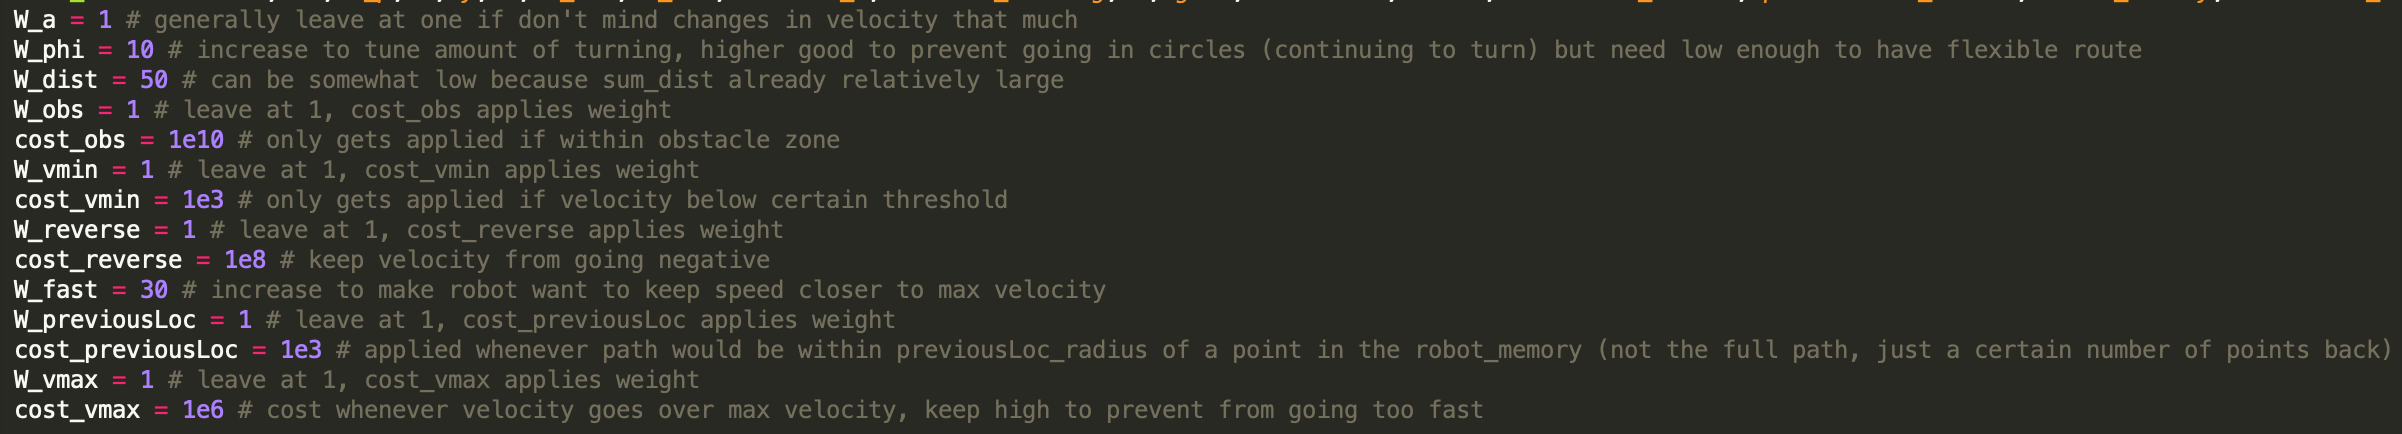 W_a = 1 # generally leave at one if don't mind changes in velocity that much
W_phi = 10 # increase to tune amount of turning, higher good to prevent going in circles (continuing to turn) but need low enough to have flexible route
W_dist = 50 # can be somewhat low because sum_dist already relatively large
W_obs = 1 # leave at 1, cost_obs applies weight
cost_obs = 1e10 # only gets applied if within obstacle zone
W_vmin = 1 # leave at 1, cost_vmin applies weight
cost_vmin = 1e3 # only gets applied if velocity below certain threshold
W_reverse = 1 # leave at 1, cost_reverse applies weight
cost_reverse = 1e8 # keep velocity from going negative
W_fast = 30 # increase to make robot want to keep speed closer to max velocity
W_previousLoc = 1 # leave at 1, cost_previousLoc applies weight
cost_previousLoc = 1e3 # applied whenever path would be within previousLoc_radius of a point in the robot_memory (not the full path, just a certain number of points back)
W_vmax = 1 # leave at 1, cost_vmax applies weight
cost_vmax = 1e6 # cost whenever velocity goes over max velocity, keep high to prevent from going too fast